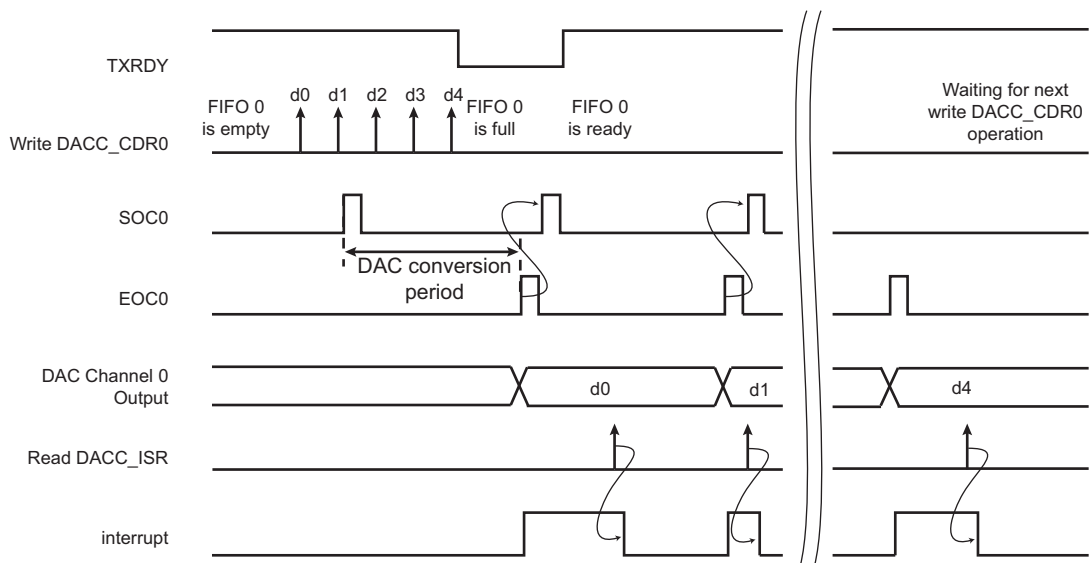 TXRDY
FIFO 0
is empty
d0
d1
d2
d3
d4
FIFO 0
is full
FIFO 0
is ready
Waiting for next
write DACC_CDR0
operation
Write DACC_CDR0
SOC0
DAC conversion
period
EOC0
DAC Channel 0
Output
d0
d1
d4
Read DACC_ISR
interrupt